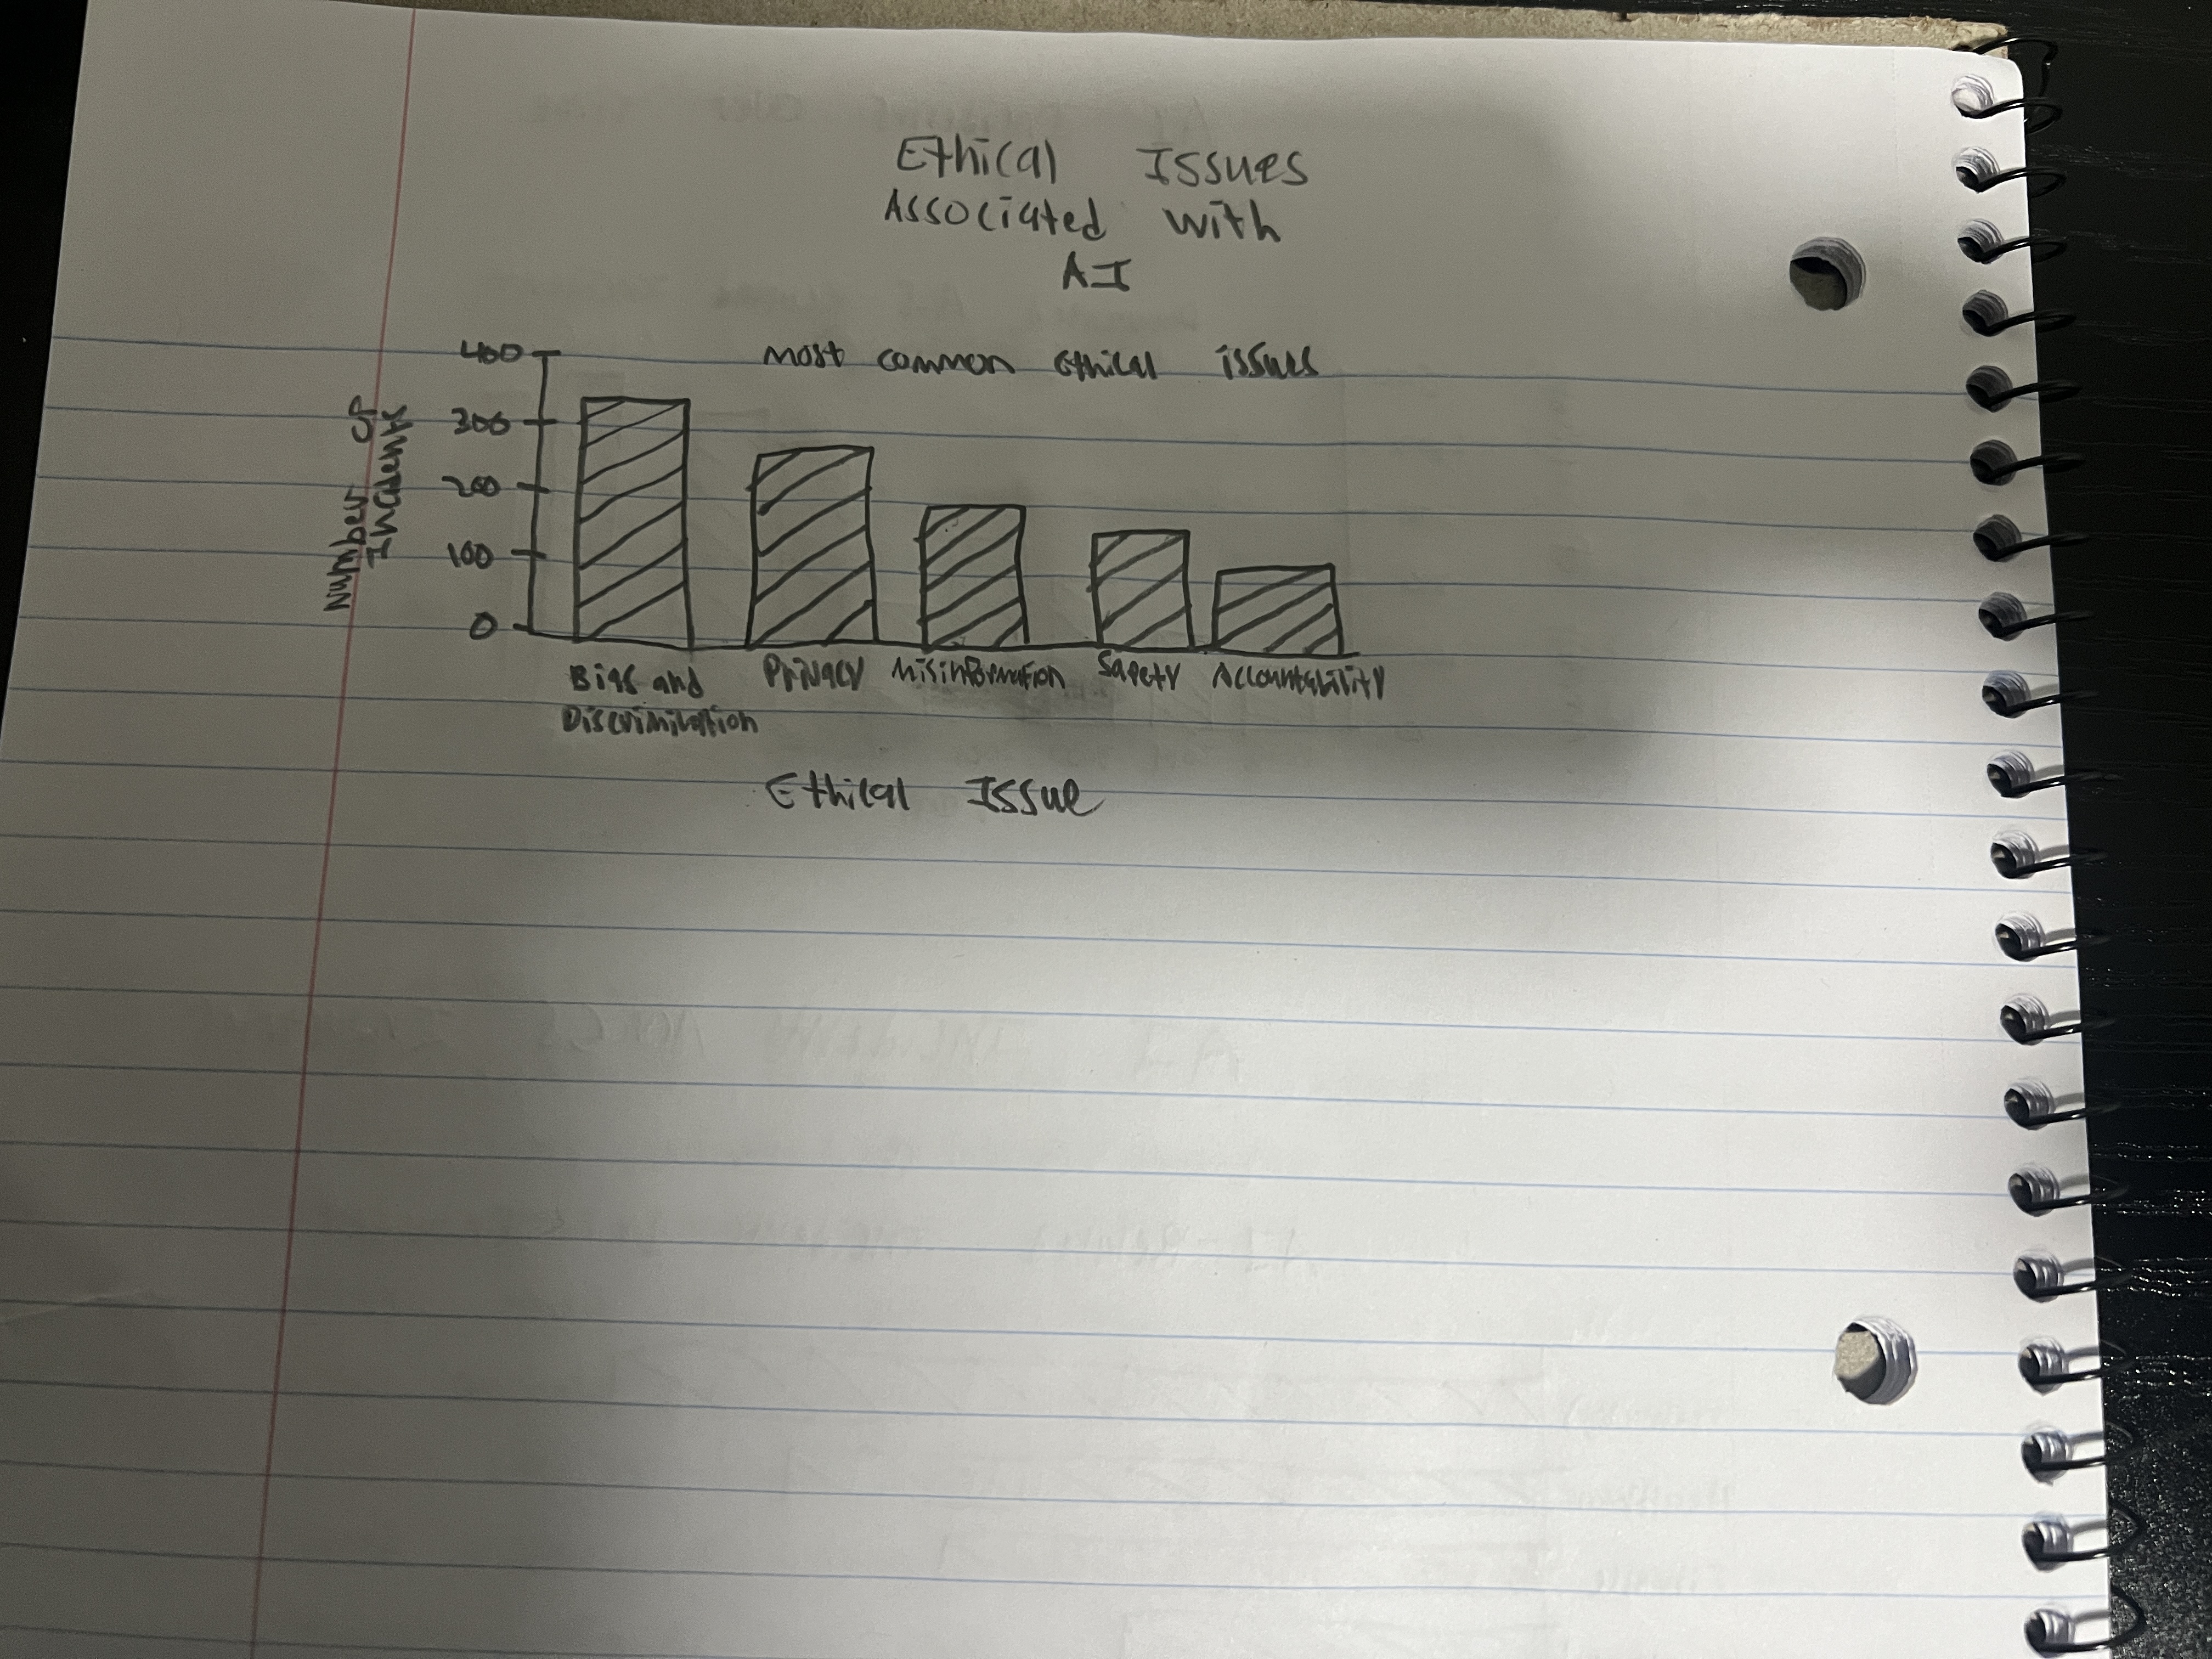 Ethical Issues
Associated with
AI
most common ethical issues
Number of
Incidents
400
300
200
100
0
Bias and
Discrimination
Privacy
Misinformation
Safety
Accountability
Ethical Issue